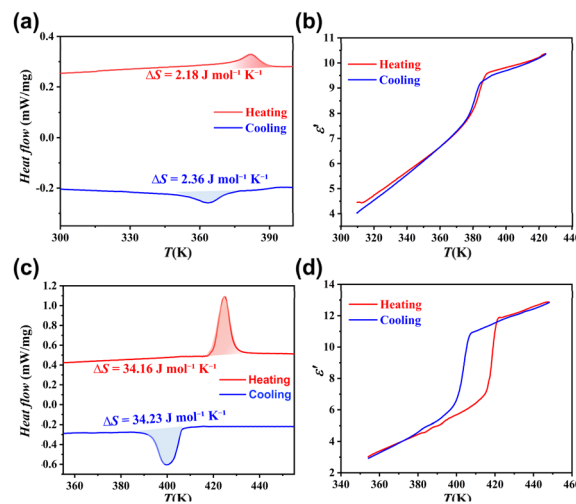 (a)
0.4
0.2
0.0
-0.2
-0.4
Heat flow (mW/mg)
ΔS = 2.18 J mol⁻¹ K⁻¹
Heating
Cooling
ΔS = 2.36 J mol⁻¹ K⁻¹
300 330 360 390
T(K)
(b)
11
10
9
8
7
6
5
4
ε'
Heating
Cooling
300 320 340 360 380 400 420 440
T(K)
(c)
1.2
1.0
0.8
0.6
0.4
0.2
0.0
-0.2
-0.4
-0.6
Heat flow (mW/mg)
ΔS = 34.16 J mol⁻¹ K⁻¹
Heating
Cooling
ΔS = 34.23 J mol⁻¹ K⁻¹
360 380 400 420 440
T(K)
(d)
14
12
10
8
6
4
2
ε'
Heating
Cooling
340 360 380 400 420 440 460
T(K)